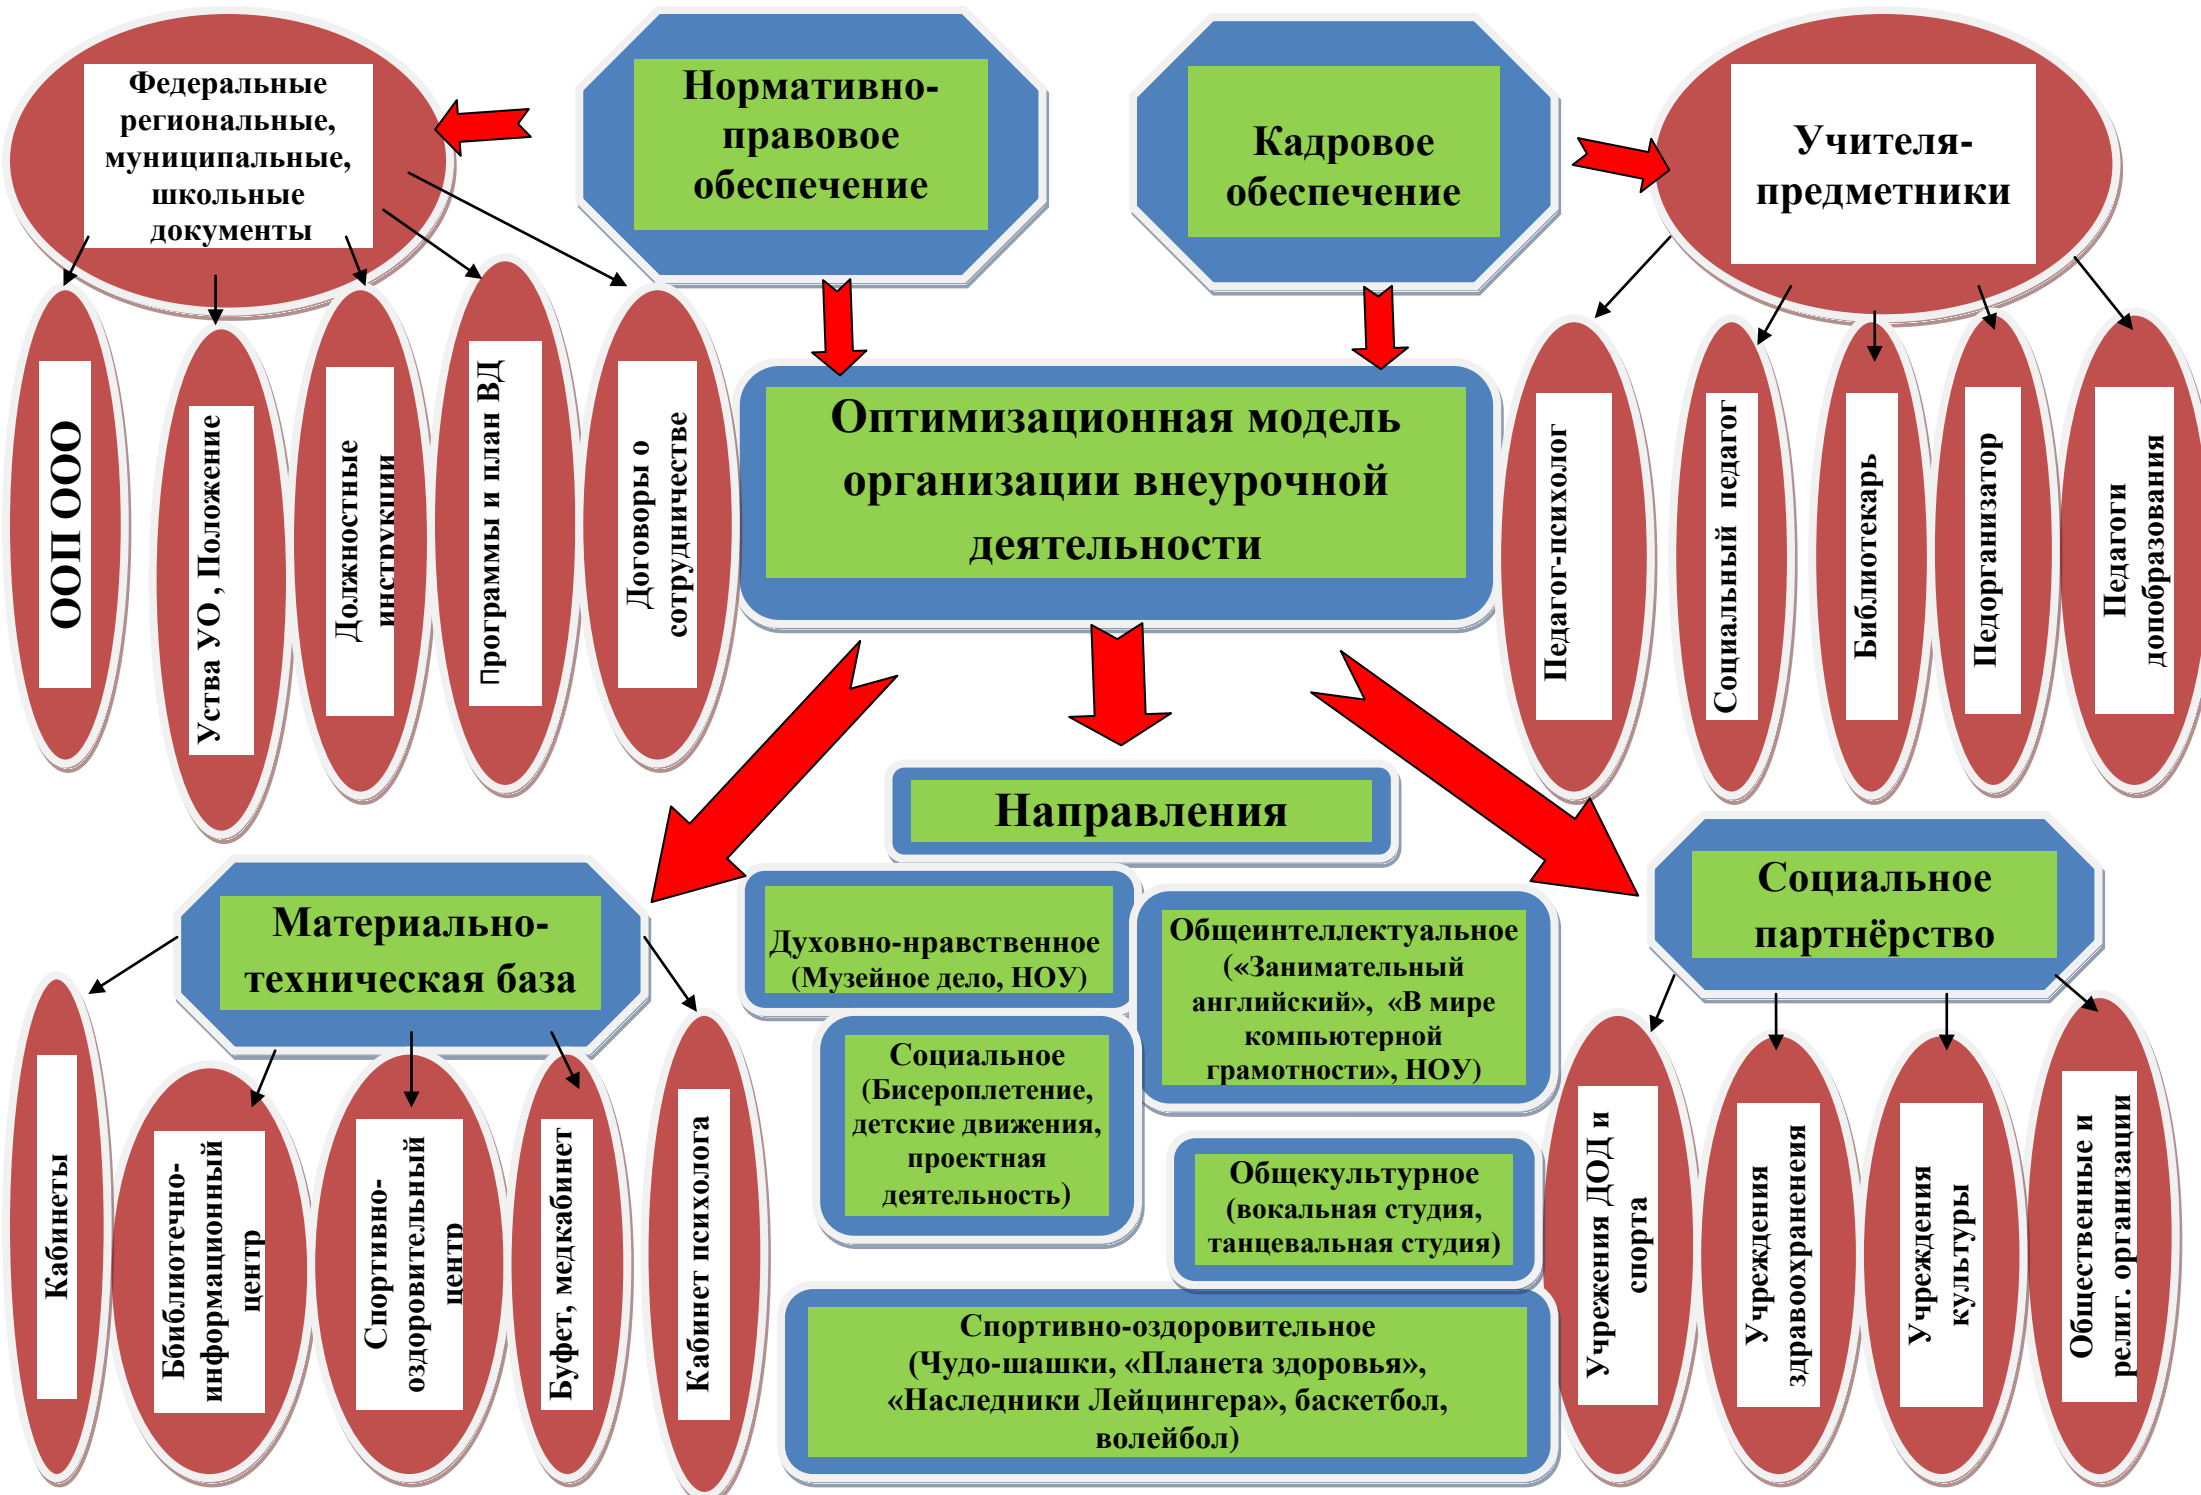 Федеральные
региональные,
муниципальные,
школьные
документы
Нормативно-
правовое
обеспечение
Кадровое
обеспечение
Учителя-
предметники
ООП ООО
Уства УО , Положение
Должностные
инструкции
Программы и план ВД
Договоры о
сотрудничестве
Оптимизационная модель
организации внеурочной
деятельности
Педагог-психолог
Социальный педагог
Библиотекарь
Педорганизатор
Педагоги
допобразования
Направления
Материально-
техническая база
Духовно-нравственное
(Музейное дело, НОУ)
Общеинтеллектуальное
(«Занимательный
английский», «В мире
компьютерной
грамотности», НОУ)
Социальное
партнёрство
Социальное
(Бисероплетение,
детские движения,
проектная
деятельность)
Общекультурное
(вокальная студия,
танцевальная студия)
Спортивно-оздоровительное
(Чудо-шашки, «Планета здоровья»,
«Наследники Лейцингера», баскетбол,
волейбол)
Кабинеты
Ббиблиотечно-
информационный
центр
Спортивно-
оздоровительный
центр
Буфет, медкабинет
Кабинет психолога
Учрежения ДОД и
спорта
Учреждения
здравоохраненеия
Учреждения
культуры
Общественные и
религ. организации